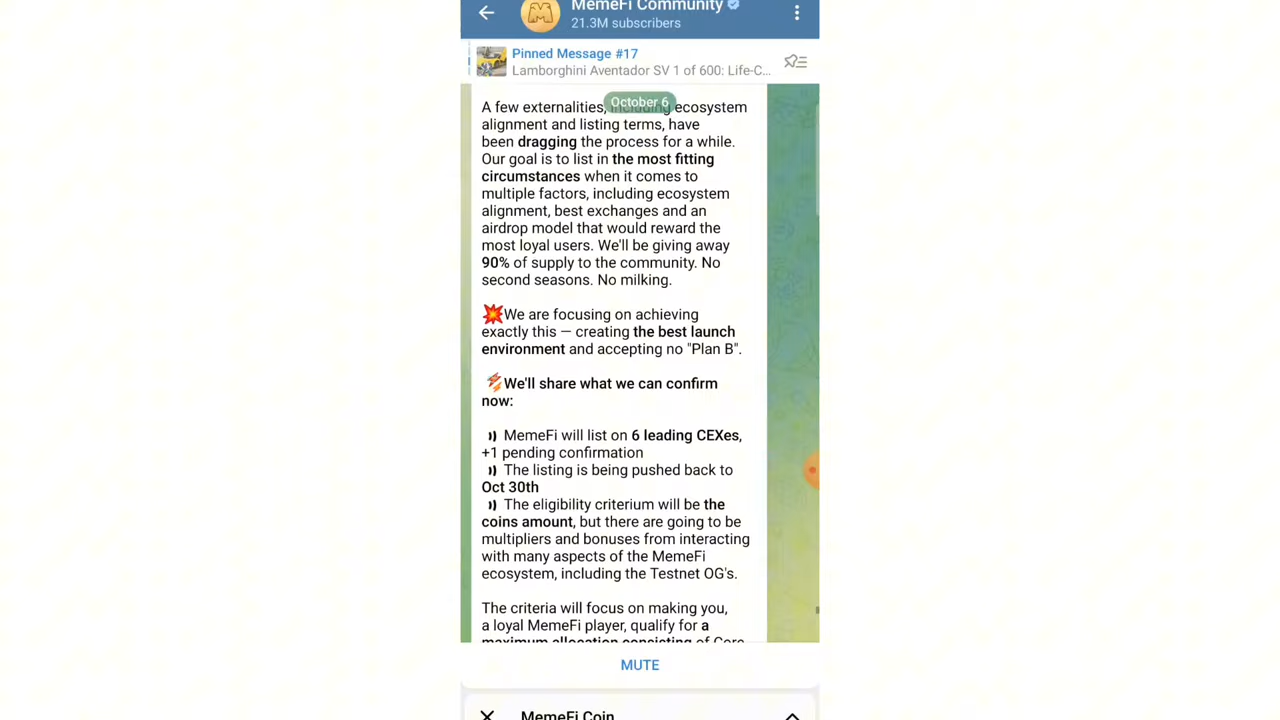 MemeFi Community
21.3M subscribers
Pinned Message #17
Lamborghini Aventador SV 1 of 600: Life-C...
October 6
A few externalities, including ecosystem
alignment and listing terms, have
been dragging the process for a while.
Our goal is to list in the most fitting
circumstances when it comes to
multiple factors, including ecosystem
alignment, best exchanges and an
airdrop model that would reward the
most loyal users. We'll be giving away
90% of supply to the community. No
second seasons. No milking.
We are focusing on achieving
exactly this — creating the best launch
environment and accepting no "Plan B".
We'll share what we can confirm
now:
MemeFi will list on 6 leading CEXes,
+1 pending confirmation
The listing is being pushed back to
Oct 30th
The eligibility criterium will be the
coins amount, but there are going to be
multipliers and bonuses from interacting
with many aspects of the MemeFi
ecosystem, including the Testnet OG's.
The criteria will focus on making you,
a loyal MemeFi player, qualify for a
maximum allocation consisting of Core
MUTE
MemeFi Coin